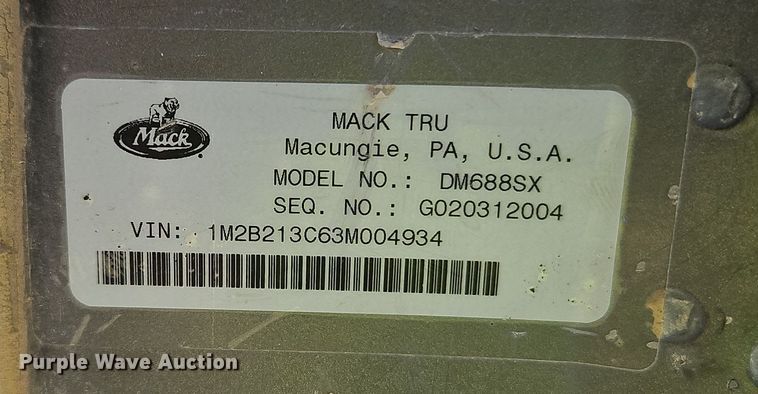 Mack
MACK TRU
Macungie, PA, U.S.A.
MODEL NO.: DM688SX
SEQ. NO.: G020312004
VIN: 1M2B213C63M004934
Purple Wave Auction